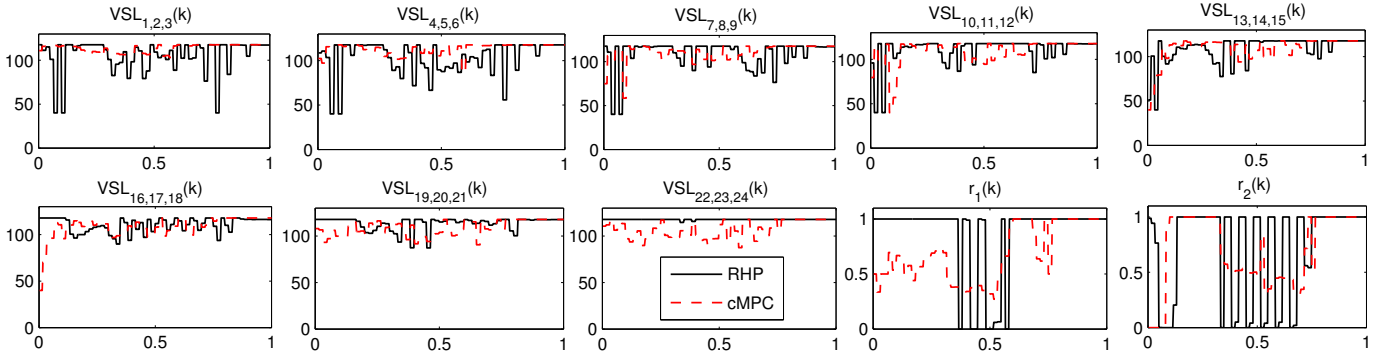 VSL1,2,3(k)
100
50
0
0 0.5 1
VSL4,5,6(k)
100
50
0
0 0.5 1
VSL7,8,9(k)
100
50
0
0 0.5 1
VSL10,11,12(k)
100
50
0
0 0.5 1
VSL13,14,15(k)
100
50
0
0 0.5 1
VSL16,17,18(k)
100
50
0
0 0.5 1
VSL19,20,21(k)
100
50
0
0 0.5 1
VSL22,23,24(k)
100
50
0
0 0.5 1
RHP
cMPC
r1(k)
1
0.5
0
0 0.5 1
r2(k)
1
0.5
0
0 0.5 1